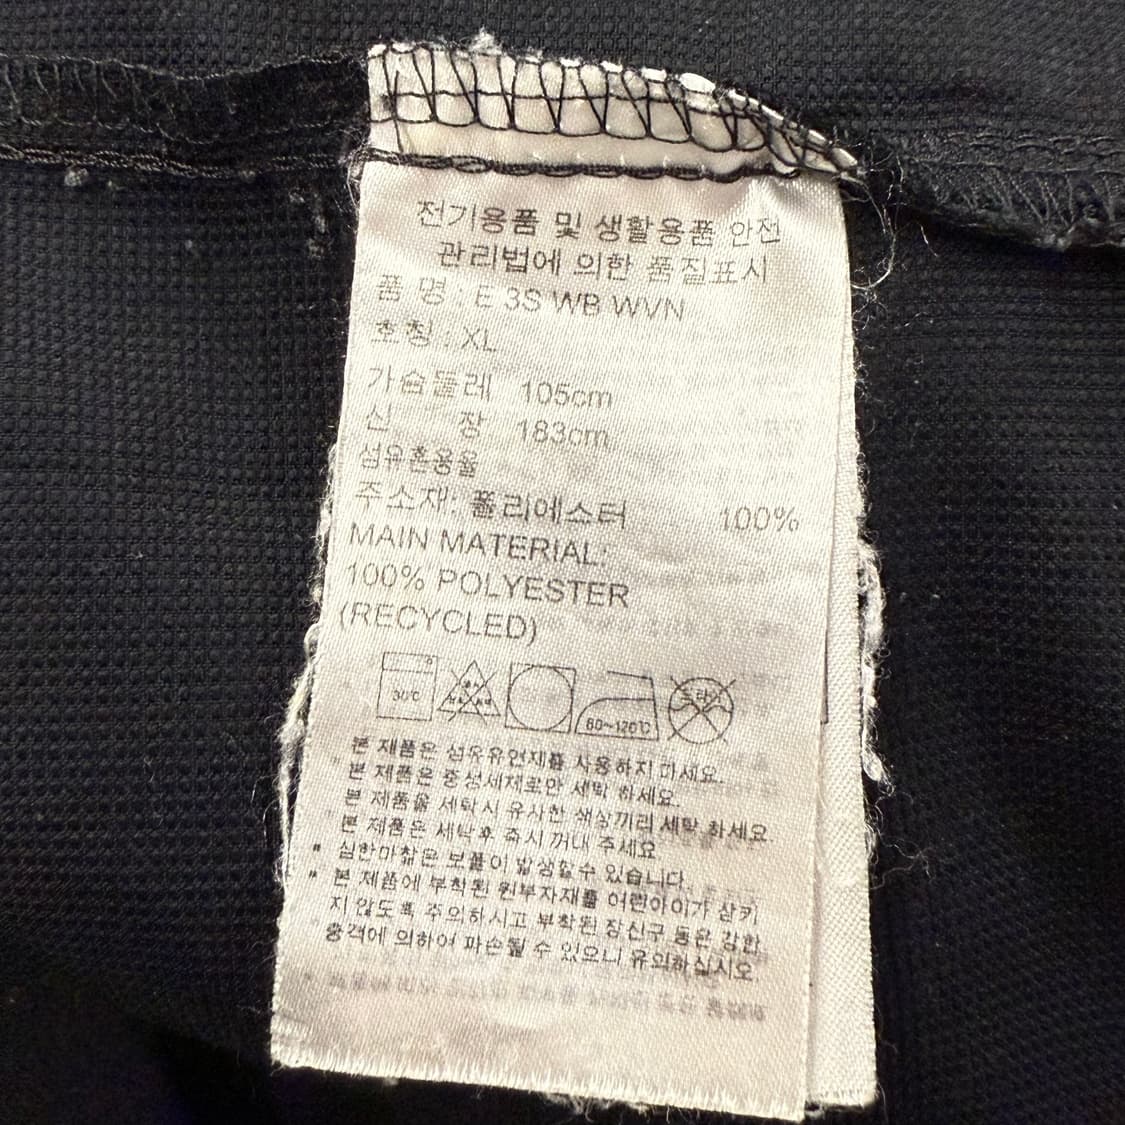 전기용품 및 생활용품 안전
관리법에 의한 품질표시
품 명 : E 3S WB WVN
호칭 : XL
가슴둘레 105cm
신 장 183cm
섬유혼용율
주소재: 폴리에스터 100%
MAIN MATERIAL:
100% POLYESTER
(RECYCLED)
30℃ 80~120℃ 드라이
본 제품은 섬유유연재를 사용하지 마세요.
본 제품은 중성세제로만 세탁 하세요.
본 제품을 세탁시 유사한 색상끼리 세탁 하세요.
본 제품은 세탁후 즉시 꺼내 주세요.
* 심한마찰은 보풀이 발생할수 있습니다.
* 본 제품에 부착된 원부자재를 어린아이가 삼키
지 않도록 주의하시고 부착된 장신구 등은 강한
충격에 의하여 파손될 수 있으니 유의하십시오.